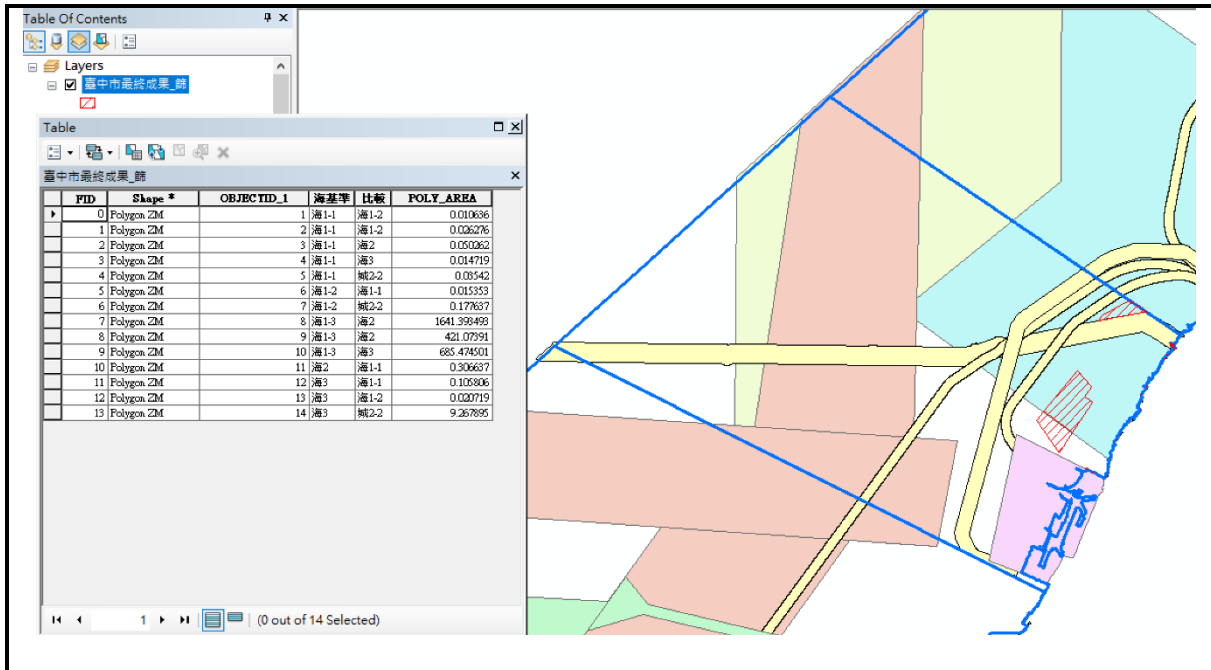 Table Of Contents
Layers
臺中市最終成果_篩
Table
臺中市最終成果_篩
FID Shape * OBJECTID_1 海基準 比較 POLY_AREA
0 Polygon ZM 1 海1-1 海1-2 0.010636
1 Polygon ZM 2 海1-1 海1-2 0.026276
2 Polygon ZM 3 海1-1 海2 0.050262
3 Polygon ZM 4 海1-1 海3 0.014719
4 Polygon ZM 5 海1-1 城2-2 0.03542
5 Polygon ZM 6 海1-2 海1-1 0.015353
6 Polygon ZM 7 海1-2 城2-2 0.177637
7 Polygon ZM 8 海1-3 海2 1641.393493
8 Polygon ZM 9 海1-3 海2 421.07391
9 Polygon ZM 10 海1-3 海3 685.474501
10 Polygon ZM 11 海2 海1-1 0.306637
11 Polygon ZM 12 海3 海1-1 0.105806
12 Polygon ZM 13 海3 海1-2 0.020719
13 Polygon ZM 14 海3 城2-2 9.267895
1 (0 out of 14 Selected)